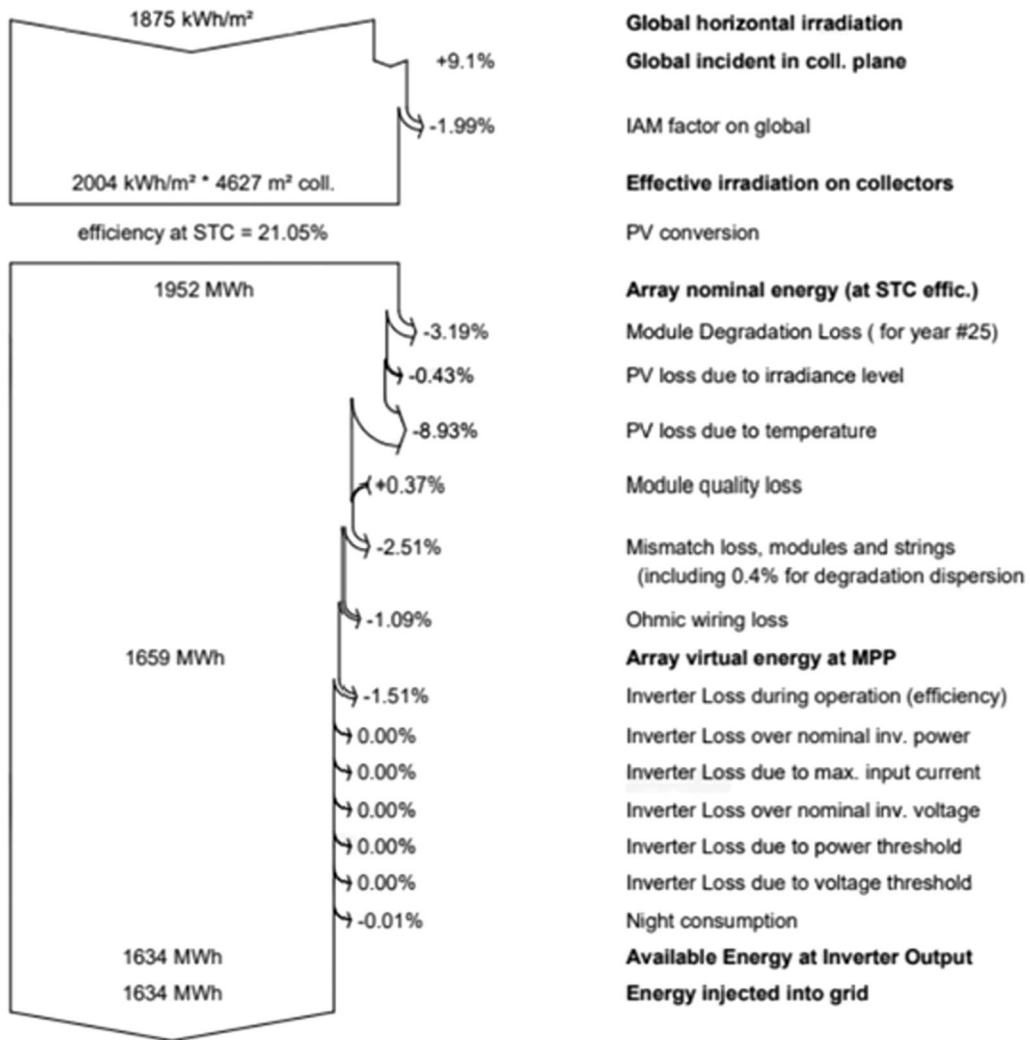 1875 kWh/m² Global horizontal irradiation
+9.1% Global incident in coll. plane
-1.99% IAM factor on global
2004 kWh/m² * 4627 m² coll. Effective irradiation on collectors
efficiency at STC = 21.05% PV conversion
1952 MWh Array nominal energy (at STC effic.)
-3.19% Module Degradation Loss ( for year #25)
-0.43% PV loss due to irradiance level
-8.93% PV loss due to temperature
+0.37% Module quality loss
-2.51% Mismatch loss, modules and strings
(including 0.4% for degradation dispersion
-1.09% Ohmic wiring loss
1659 MWh Array virtual energy at MPP
-1.51% Inverter Loss during operation (efficiency)
0.00% Inverter Loss over nominal inv. power
0.00% Inverter Loss due to max. input current
0.00% Inverter Loss over nominal inv. voltage
0.00% Inverter Loss due to power threshold
0.00% Inverter Loss due to voltage threshold
-0.01% Night consumption
1634 MWh Available Energy at Inverter Output
1634 MWh Energy injected into grid